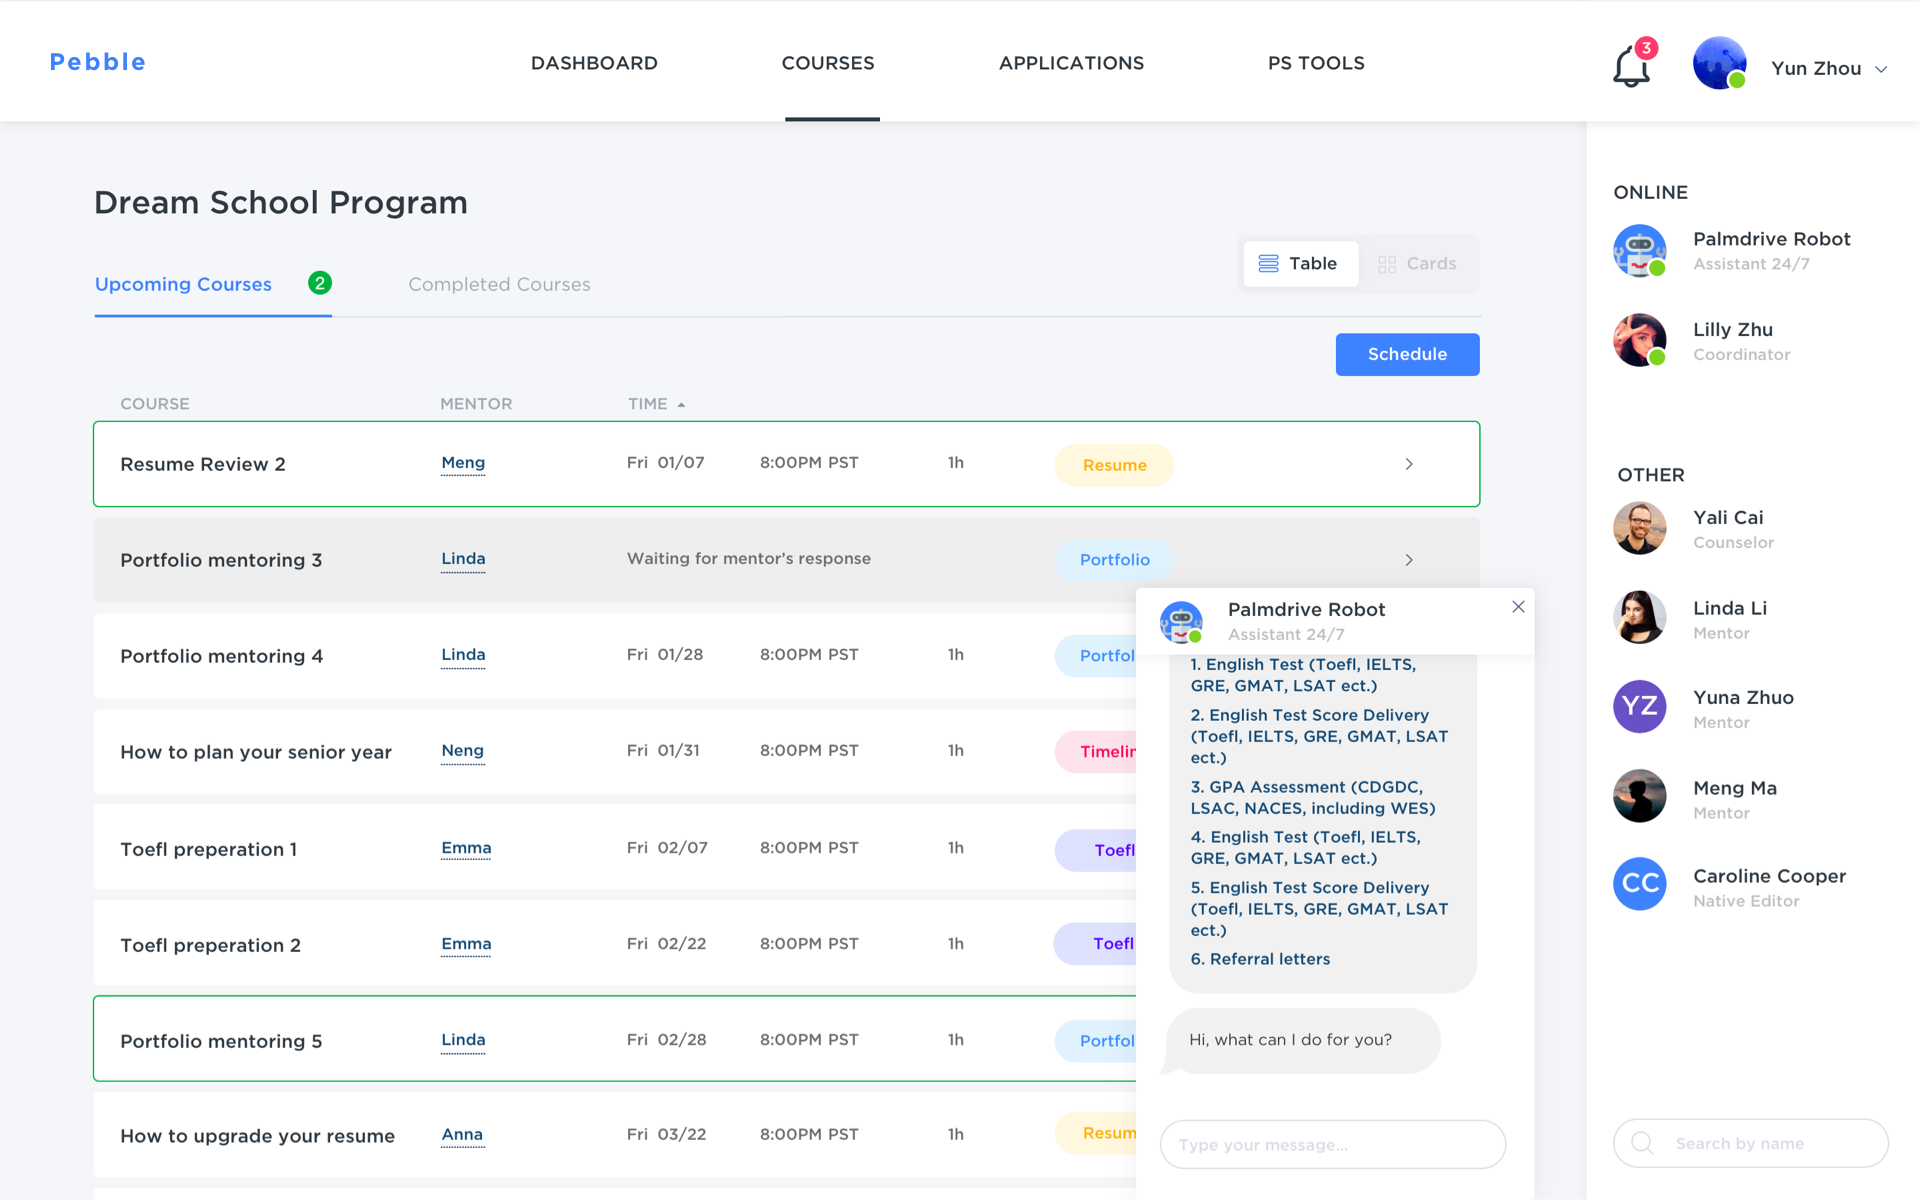 Pebble
DASHBOARD
COURSES
APPLICATIONS
PS TOOLS
3
Yun Zhou
Dream School Program
Upcoming Courses 2
Completed Courses
Table
Cards
Schedule
COURSE MENTOR TIME
Resume Review 2 Meng Fri 01/07 8:00PM PST 1h Resume
Portfolio mentoring 3 Linda Waiting for mentor’s response Portfolio
Portfolio mentoring 4 Linda Fri 01/28 8:00PM PST 1h Portfol
How to plan your senior year Neng Fri 01/31 8:00PM PST 1h Timelin
Toefl preperation 1 Emma Fri 02/07 8:00PM PST 1h Toefl
Toefl preperation 2 Emma Fri 02/22 8:00PM PST 1h Toefl
Portfolio mentoring 5 Linda Fri 02/28 8:00PM PST 1h Portfol
How to upgrade your resume Anna Fri 03/22 8:00PM PST 1h Resum
Palmdrive Robot
Assistant 24/7
1. English Test (Toefl, IELTS,
GRE, GMAT, LSAT ect.)
2. English Test Score Delivery
(Toefl, IELTS, GRE, GMAT, LSAT
ect.)
3. GPA Assessment (CDGDC,
LSAC, NACES, including WES)
4. English Test (Toefl, IELTS,
GRE, GMAT, LSAT ect.)
5. English Test Score Delivery
(Toefl, IELTS, GRE, GMAT, LSAT
ect.)
6. Referral letters
Hi, what can I do for you?
Type your message...
ONLINE
Palmdrive Robot
Assistant 24/7
Lilly Zhu
Coordinator
OTHER
Yali Cai
Counselor
Linda Li
Mentor
YZ
Yuna Zhuo
Mentor
Meng Ma
Mentor
CC
Caroline Cooper
Native Editor
Search by name